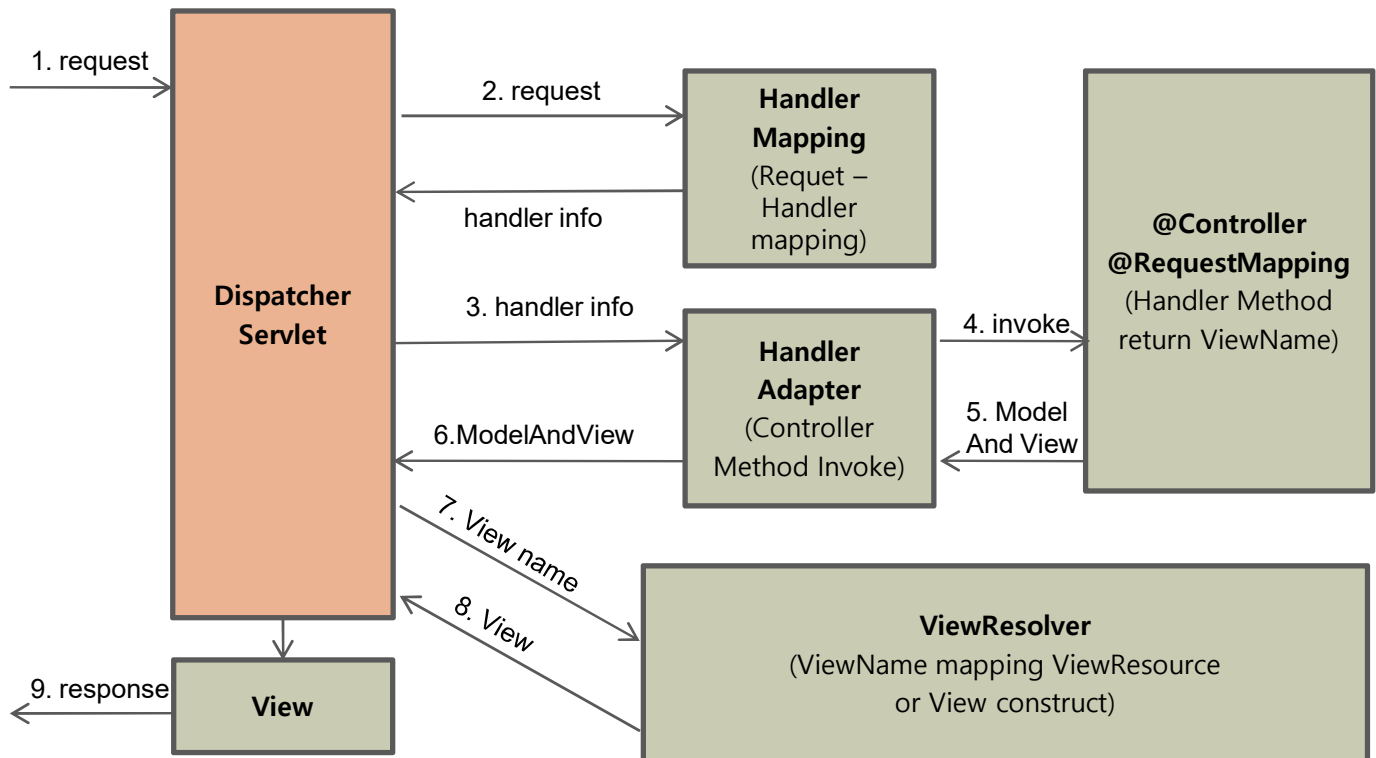 1. request
Dispatcher
Servlet
2. request
handler info
Handler
Mapping
(Requet –
Handler
mapping)
3. handler info
Handler
Adapter
(Controller
Method Invoke)
4. invoke
@Controller
@RequestMapping
(Handler Method
return ViewName)
5. Model
And View
6.ModelAndView
7. View name
8. View
ViewResolver
(ViewName mapping ViewResource
or View construct)
View
9. response